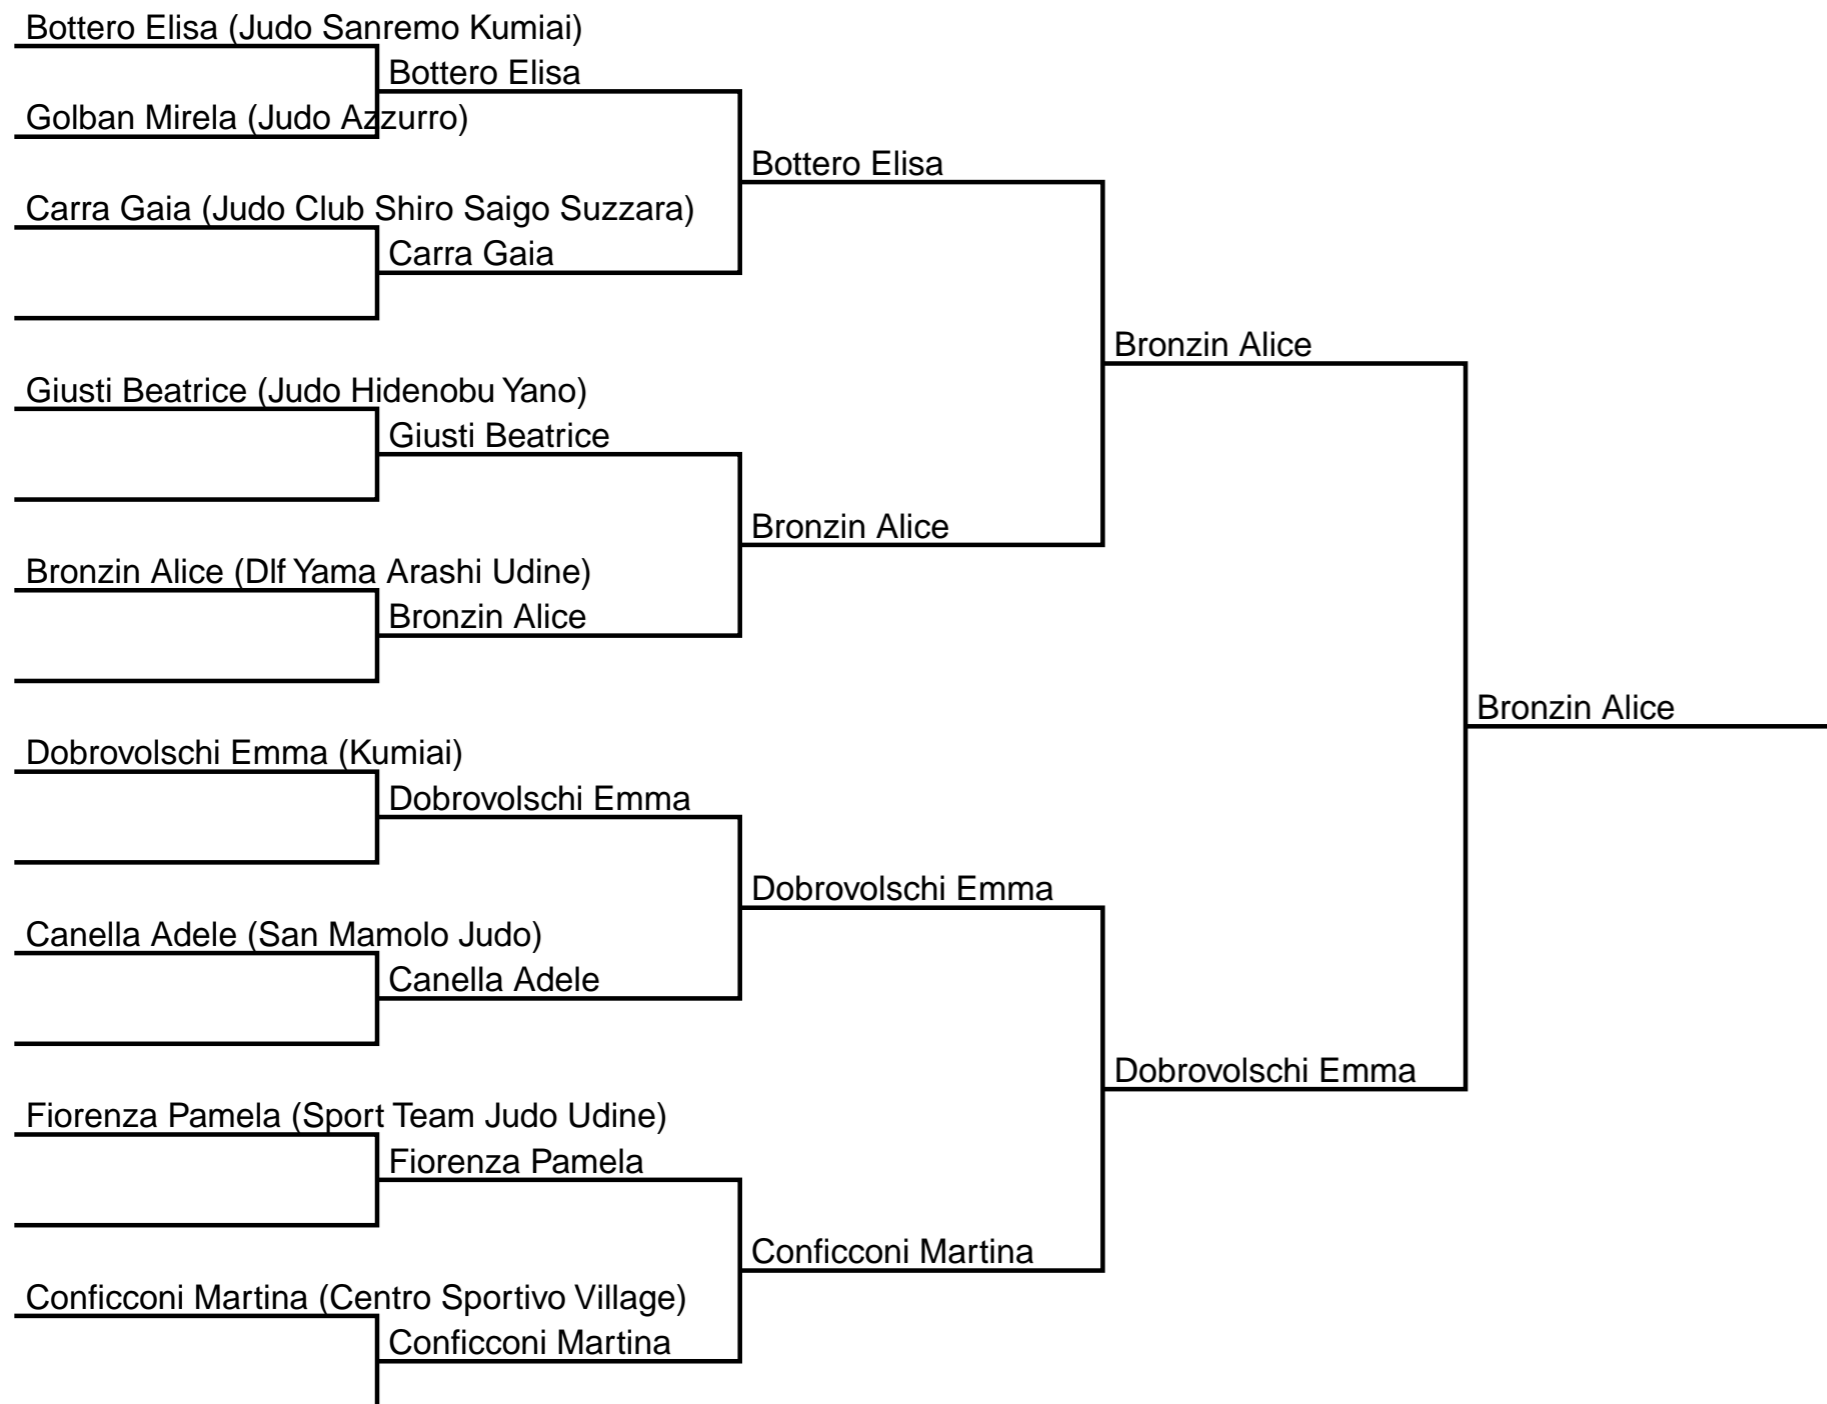 Bottero Elisa (Judo Sanremo Kumiai)
Bottero Elisa
Golban Mirela (Judo Azzurro)
Bottero Elisa
Carra Gaia (Judo Club Shiro Saigo Suzzara)
Carra Gaia
Bronzin Alice
Giusti Beatrice (Judo Hidenobu Yano)
Giusti Beatrice
Bronzin Alice
Bronzin Alice (Dlf Yama Arashi Udine)
Bronzin Alice
Bronzin Alice
Dobrovolschi Emma (Kumiai)
Dobrovolschi Emma
Dobrovolschi Emma
Canella Adele (San Mamolo Judo)
Canella Adele
Dobrovolschi Emma
Fiorenza Pamela (Sport Team Judo Udine)
Fiorenza Pamela
Conficconi Martina
Conficconi Martina (Centro Sportivo Village)
Conficconi Martina